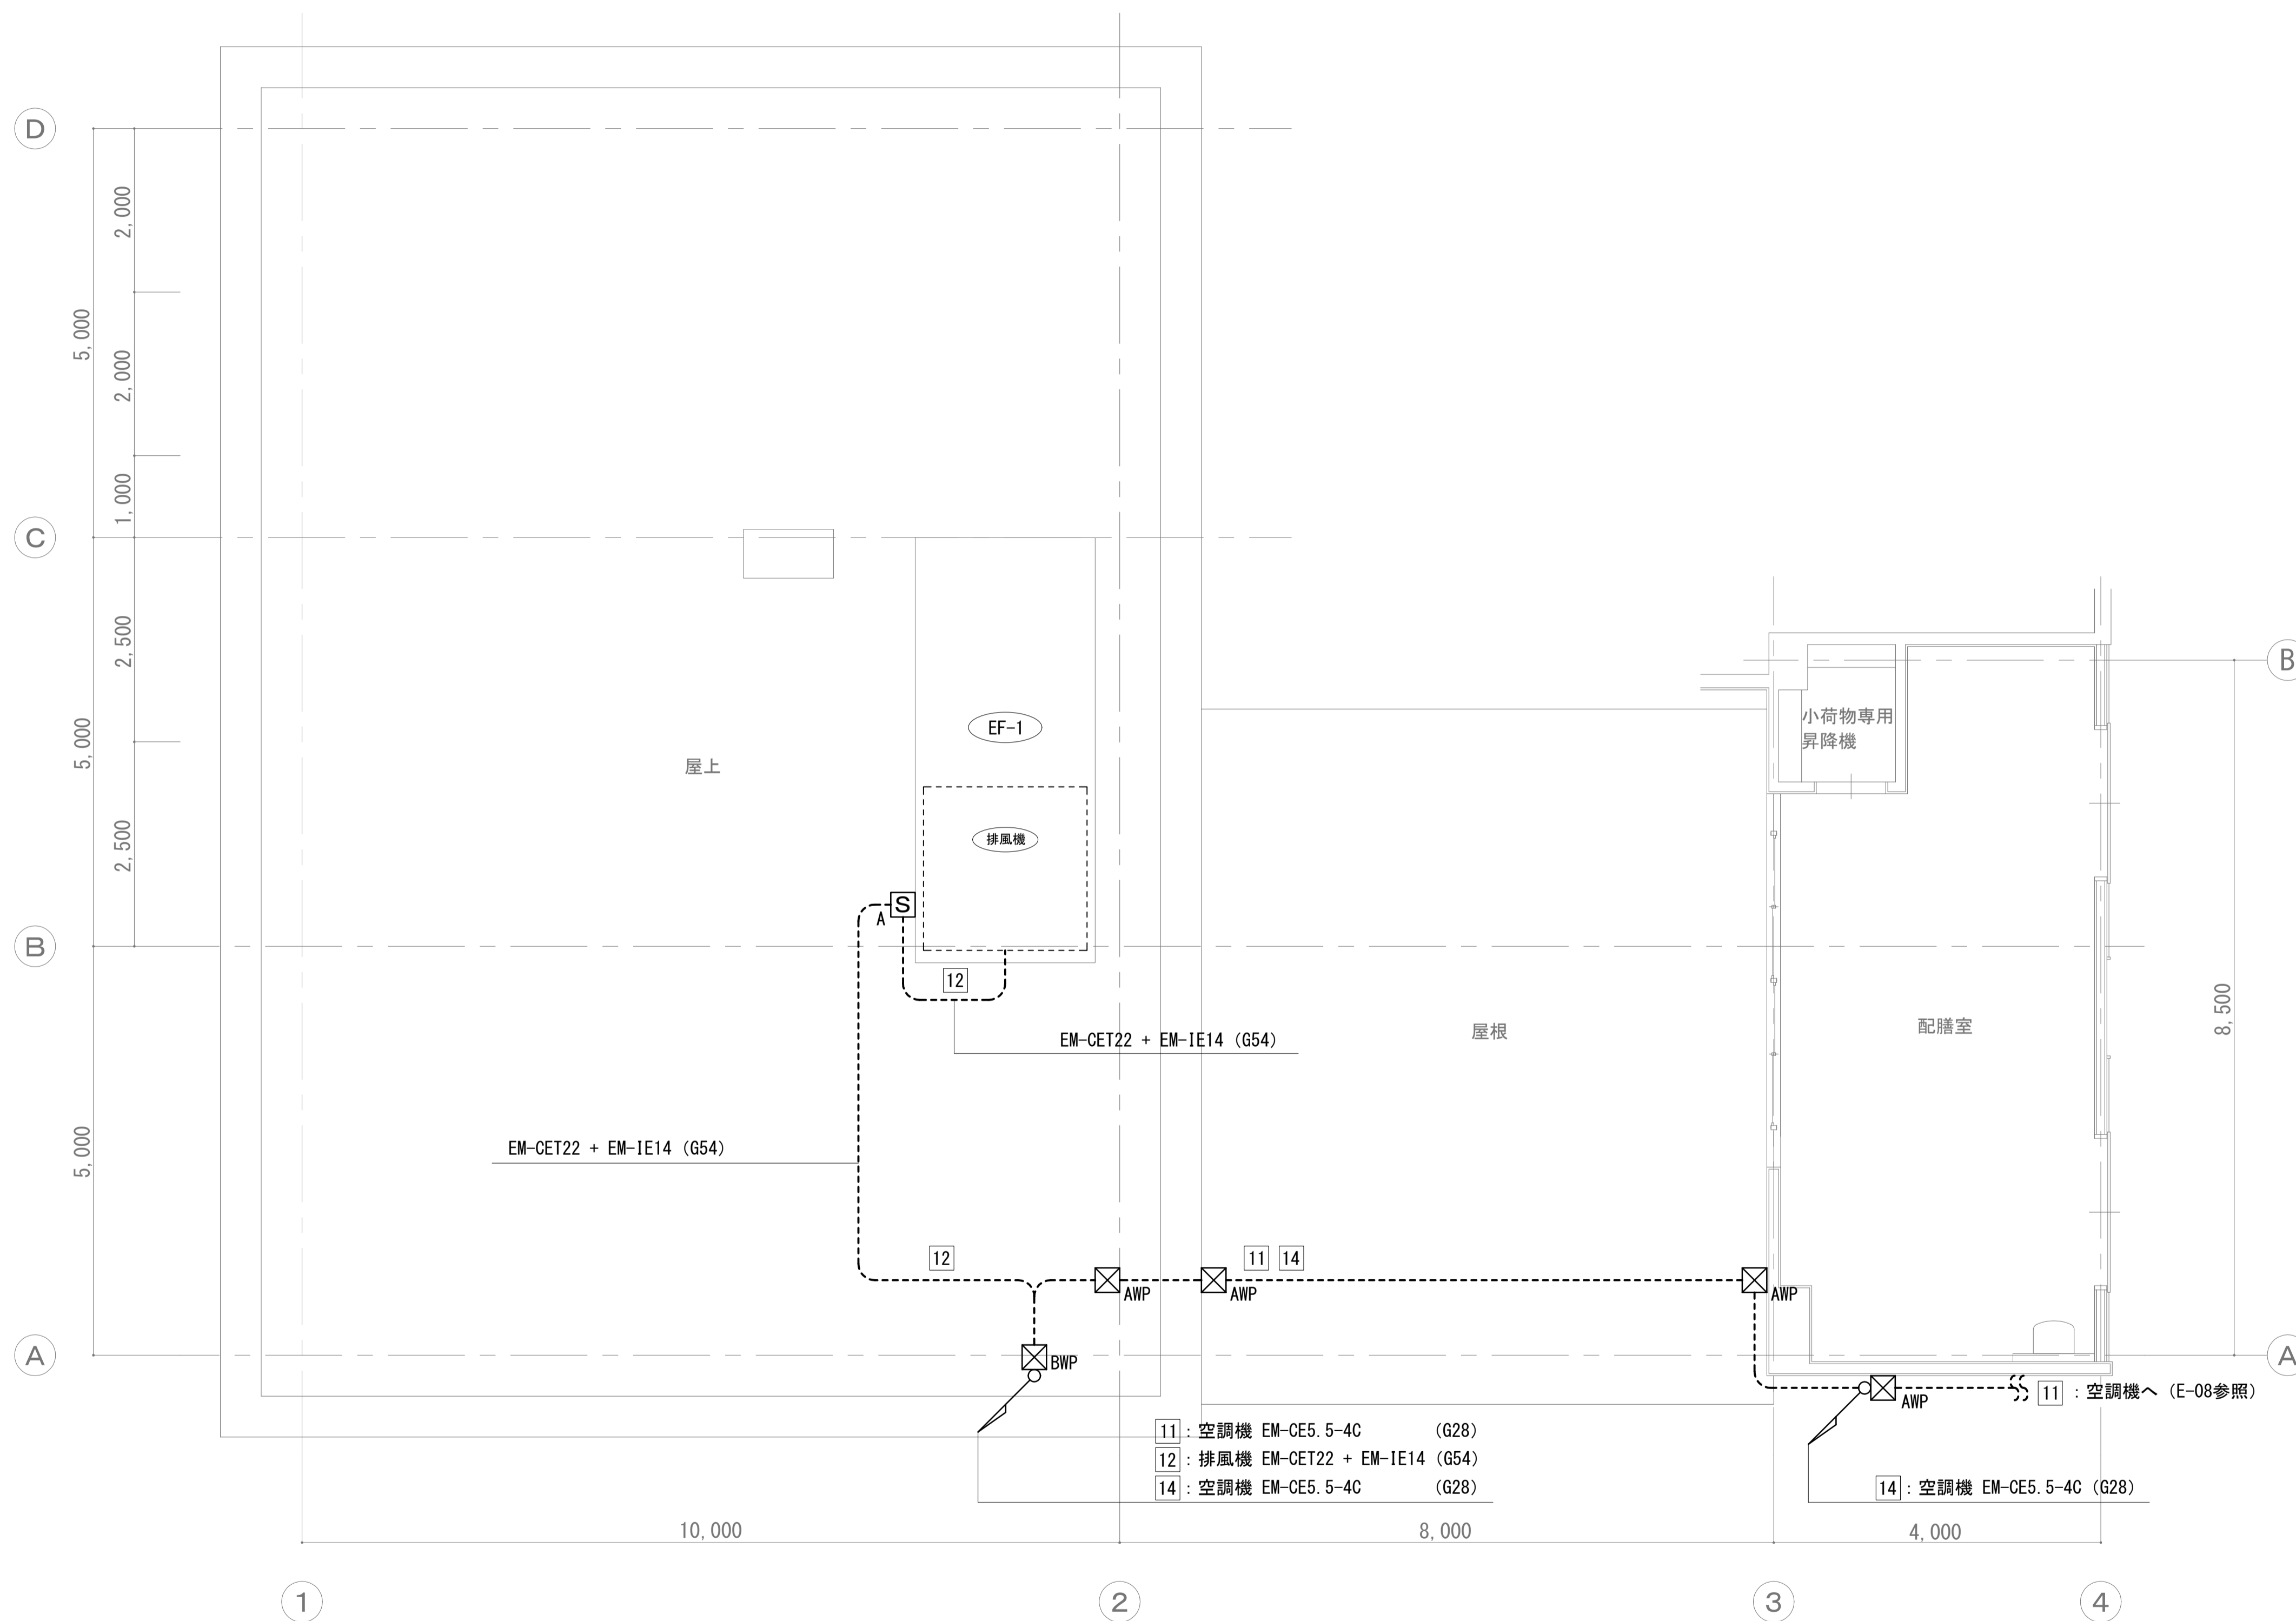 D
2,000
5,000
2,000
1,000
C
2,500
5,000
2,500
B
5,000
A
屋上
EF-1
排風機
S
A
12
EM-CET22 + EM-IE14 (G54)
EM-CET22 + EM-IE14 (G54)
12
AWP
BWP
AWP
11 14
屋根
AWP
小荷物専用
昇降機
配膳室
B
8,500
A
AWP
11 : 空調機へ (E-08参照)
11 : 空調機 EM-CE5.5-4C (G28)
12 : 排風機 EM-CET22 + EM-IE14 (G54)
14 : 空調機 EM-CE5.5-4C (G28)
14 : 空調機 EM-CE5.5-4C (G28)
10,000
8,000
4,000
1
2
3
4